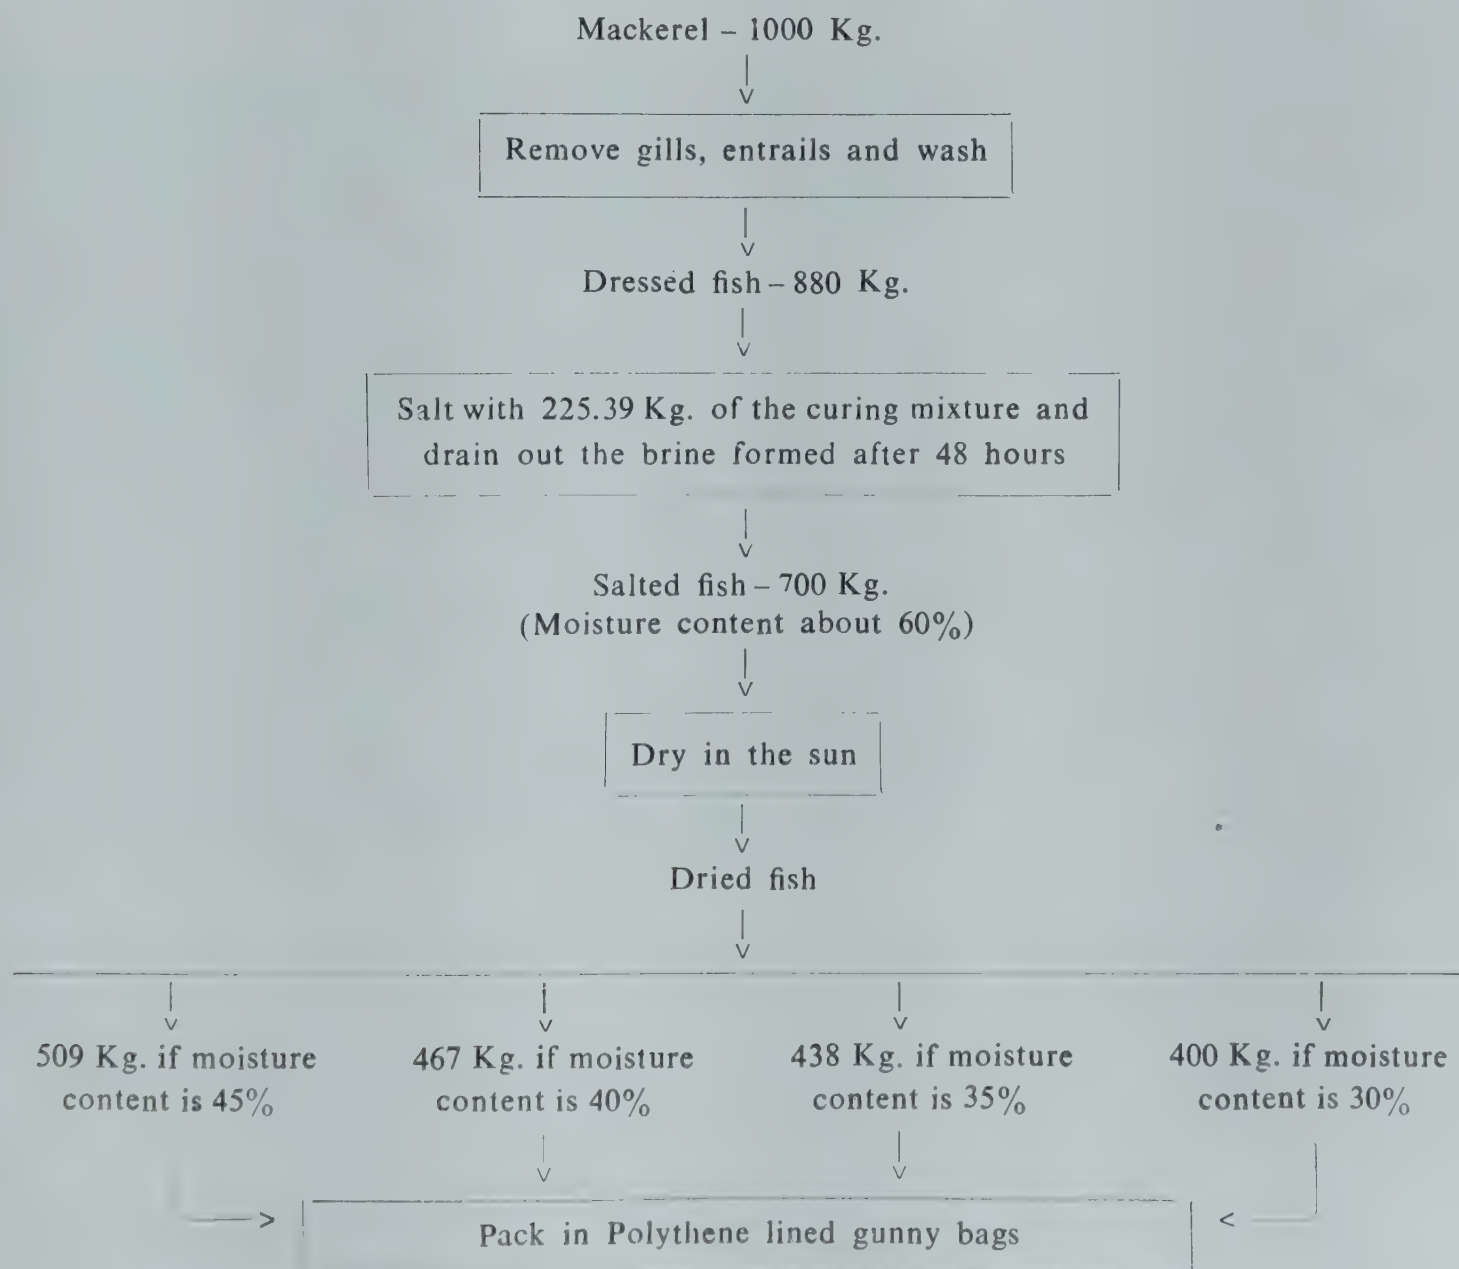 Mackerel – 1000 Kg.
Remove gills, entrails and wash
Dressed fish – 880 Kg.
Salt with 225.39 Kg. of the curing mixture and
drain out the brine formed after 48 hours
Salted fish – 700 Kg.
(Moisture content about 60%)
Dry in the sun
Dried fish
509 Kg. if moisture
content is 45%
467 Kg. if moisture
content is 40%
438 Kg. if moisture
content is 35%
400 Kg. if moisture
content is 30%
Pack in Polythene lined gunny bags